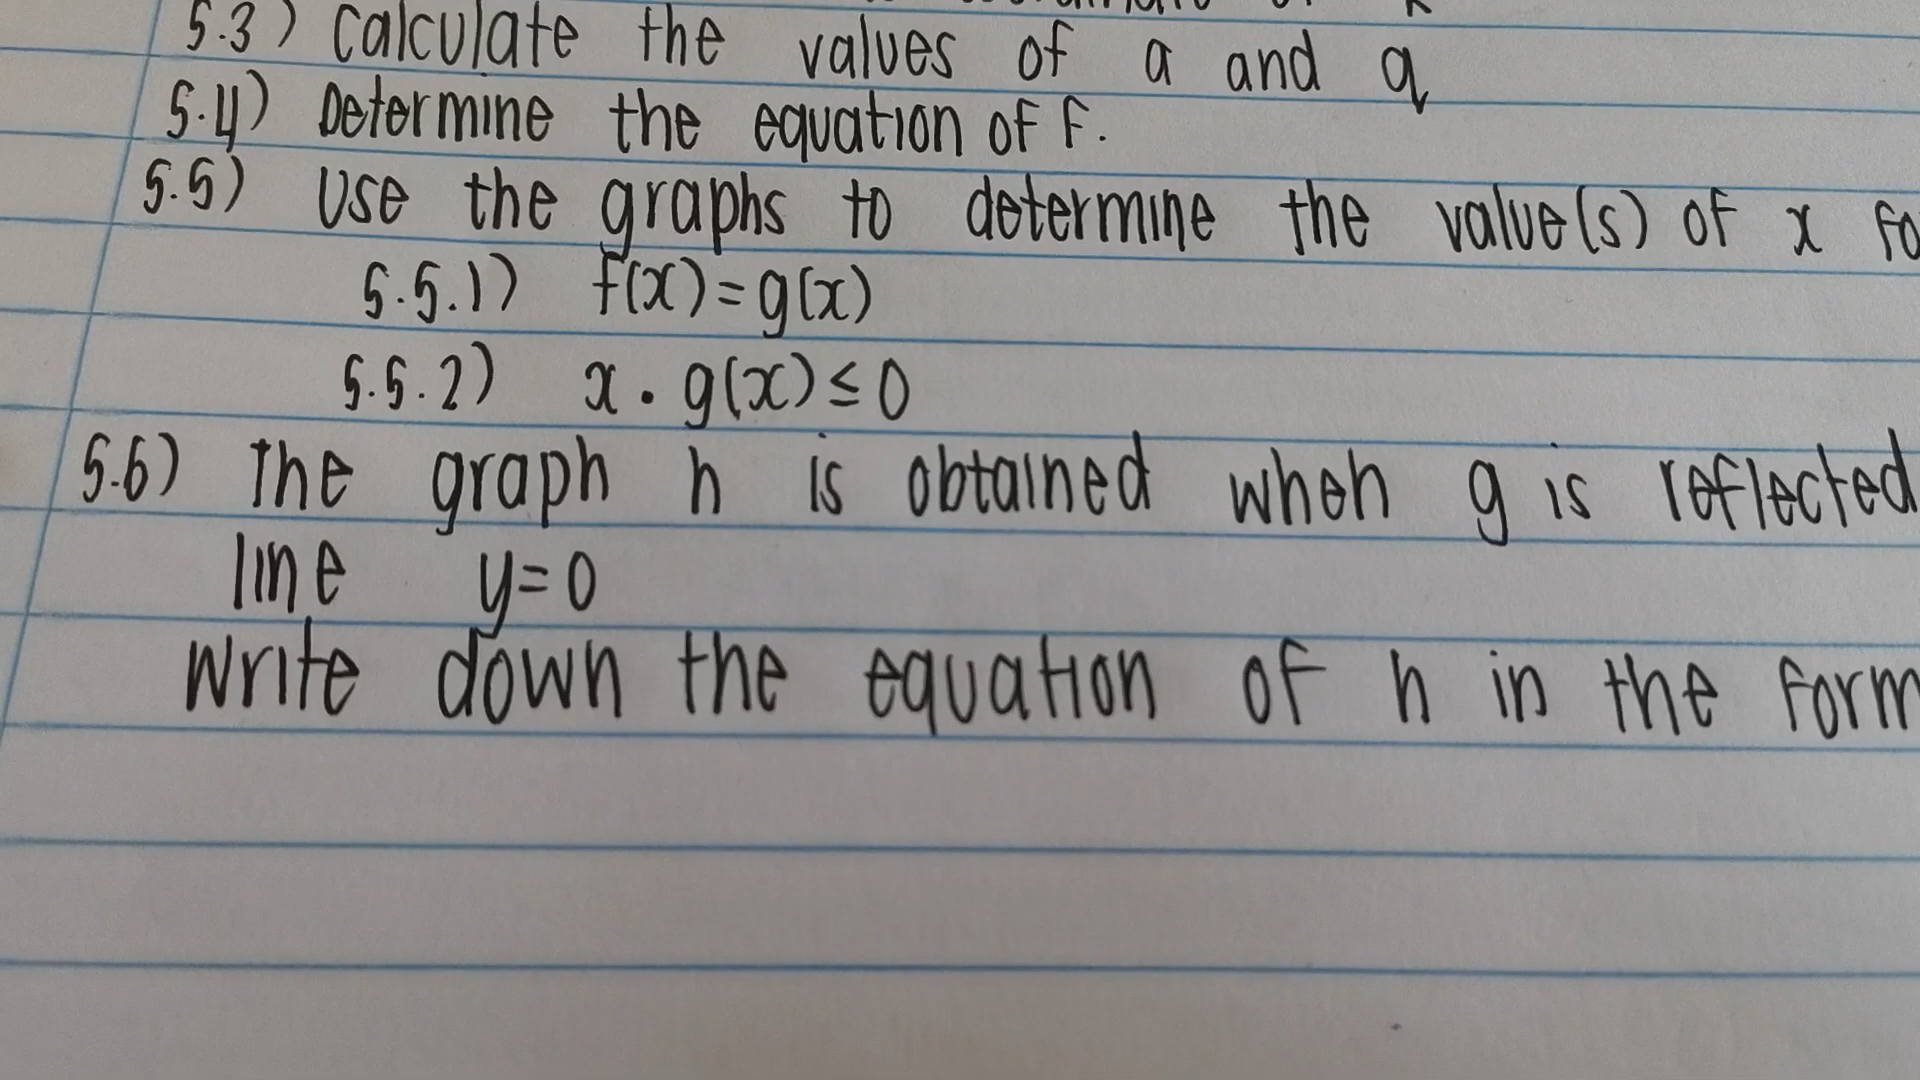 5.3) Calculate the values of a and q
5.4) Determine the equation of f.
5.5) Use the graphs to determine the value(s) of x fo
5.5.1) f(x)=g(x)
5.5.2) x . g(x) ≤ 0
5.6) The graph h is obtained when g is reflected
line y=0
Write down the equation of h in the form